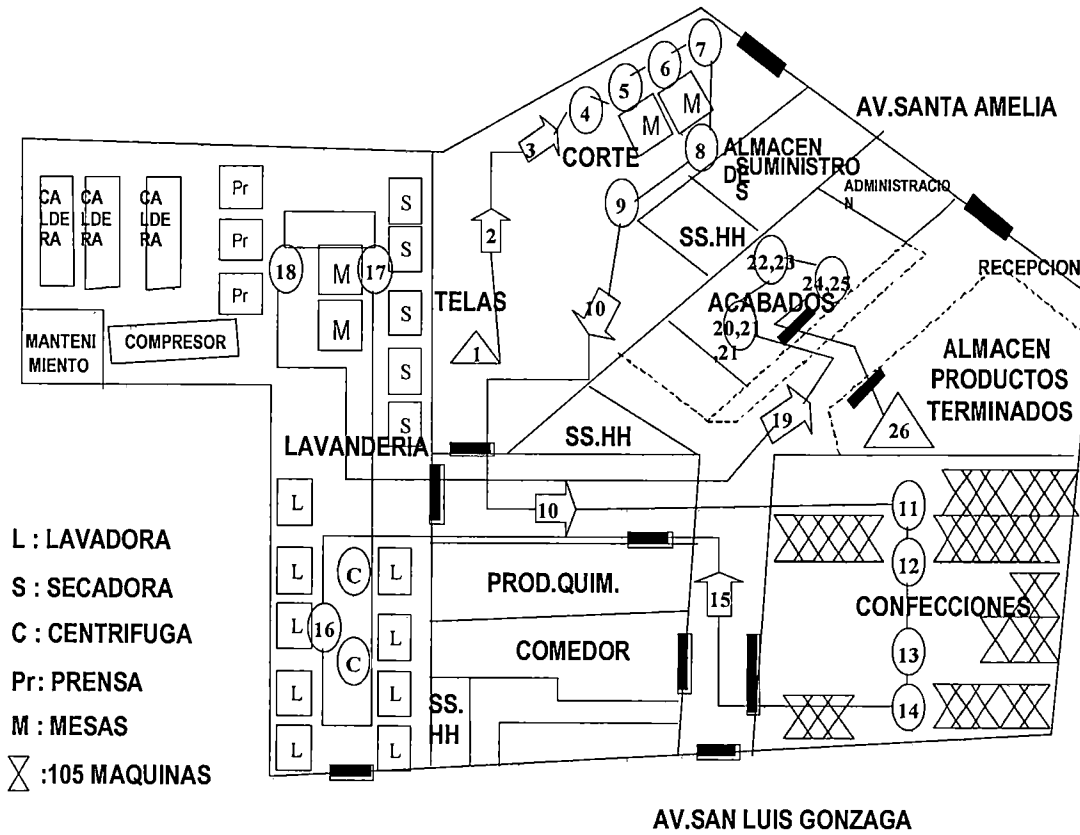 AV.SANTA AMELIA
7
6
5
4
M
M
3
CORTE
8
ALMACEN
DE
SUMINISTRO
S
ADMINISTRACIO
N
9
SS.HH
22,23
24,25
RECEPCION
ACABADOS
20,21
,21
CA
LDE
RA
CA
LDE
RA
CA
LDE
RA
Pr
Pr
Pr
S
S
S
S
S
18
17
M
M
2
TELAS
1
10
MANTENI
MIENTO
COMPRESOR
ALMACEN
PRODUCTOS
TERMINADOS
26
19
SS.HH
LAVANDERIA
10
11
12
13
14
CONFECCIONES
L
L
L
L
L
L
L
L
L
C
C
16
15
PROD.QUIM.
COMEDOR
SS.
HH
L : LAVADORA
S : SECADORA
C : CENTRIFUGA
Pr: PRENSA
M : MESAS
:105 MAQUINAS
AV.SAN LUIS GONZAGA